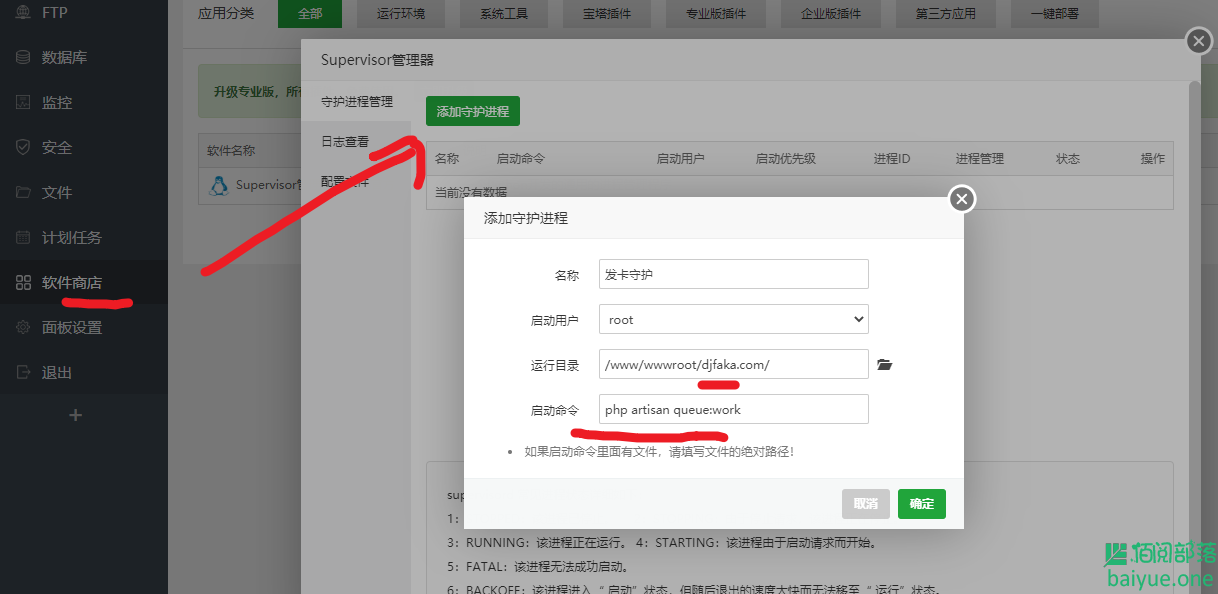 FTP
数据库
监控
安全
文件
计划任务
软件商店
面板设置
退出
应用分类
全部
运行环境
系统工具
宝塔插件
专业版插件
企业版插件
第三方应用
一键部署
升级专业版，所
软件名称
Supervisor
Supervisor管理器
守护进程管理
日志查看
添加守护进程
名称 启动命令 启动用户 启动优先级 进程ID 进程管理 状态 操作
当前没有数据
添加守护进程
名称 发卡守护
启动用户 root
运行目录 /www/wwwroot/djfaka.com/
启动命令 php artisan queue:work
如果启动命令里面有文件，请填写文件的绝对路径！
取消
确定
sup
1：
3：RUNNING：该进程正在运行。 4：STARTING：该进程由于启动请求而开始。
5：FATAL：该进程无法成功启动。
6：BACKOFF：该进程进入“ 启动”状态，但随后退出的速度太快而无法移至“ 运行”状态。
佰阅部落
baiyue.one